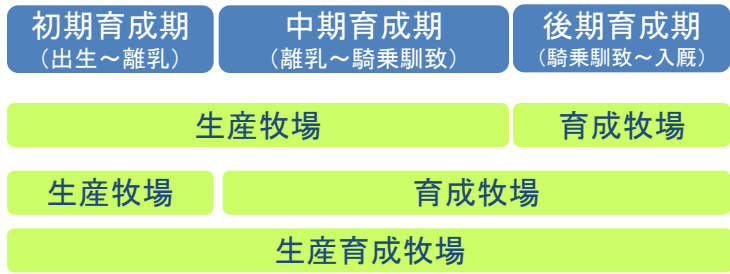 初期育成期
（出生～離乳）
中期育成期
（離乳～騎乗馴致）
後期育成期
（騎乗馴致～入厩）
生産牧場
育成牧場
生産牧場
育成牧場
生産育成牧場